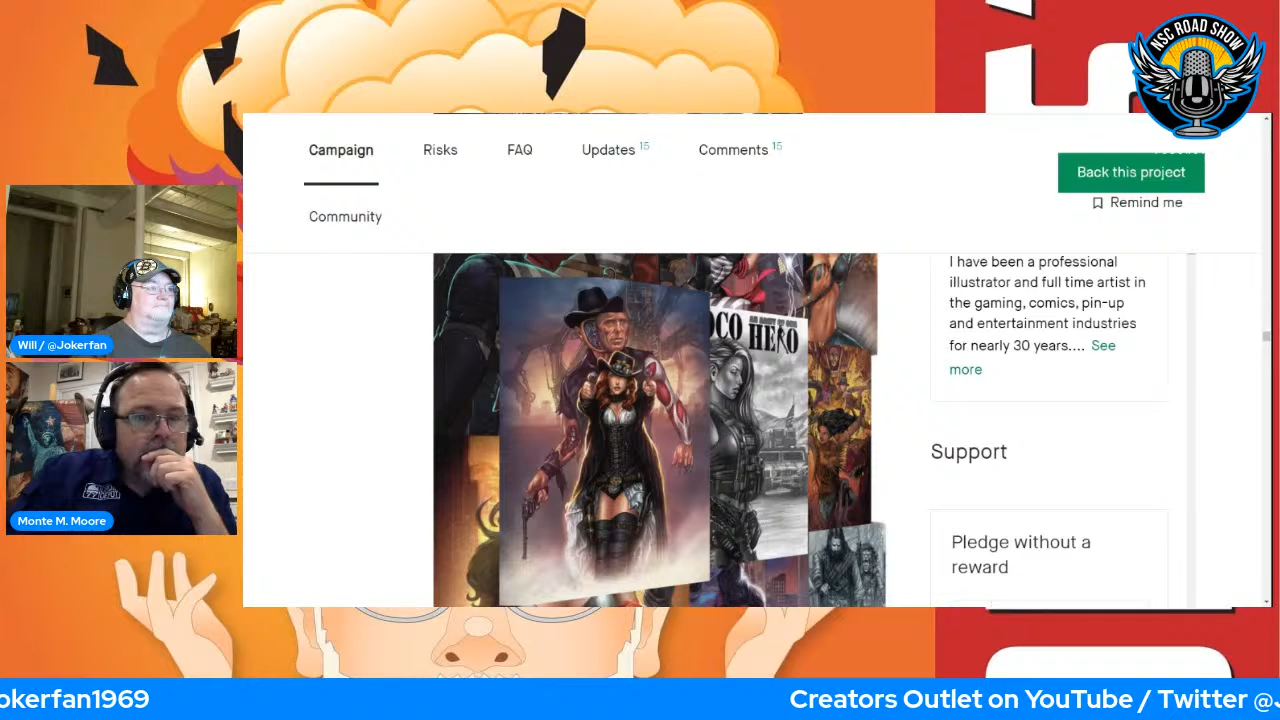 NSC ROAD SHOW
Campaign
Risks
FAQ
Updates 15
Comments 15
Back this project
Remind me
Community
I have been a professional
illustrator and full time artist in
the gaming, comics, pin-up
and entertainment industries
for nearly 30 years.... See
more
OCO HERO
Support
Pledge without a
reward
Will / @Jokerfan
Monte M. Moore
okerfan1969
Creators Outlet on YouTube / Twitter @J